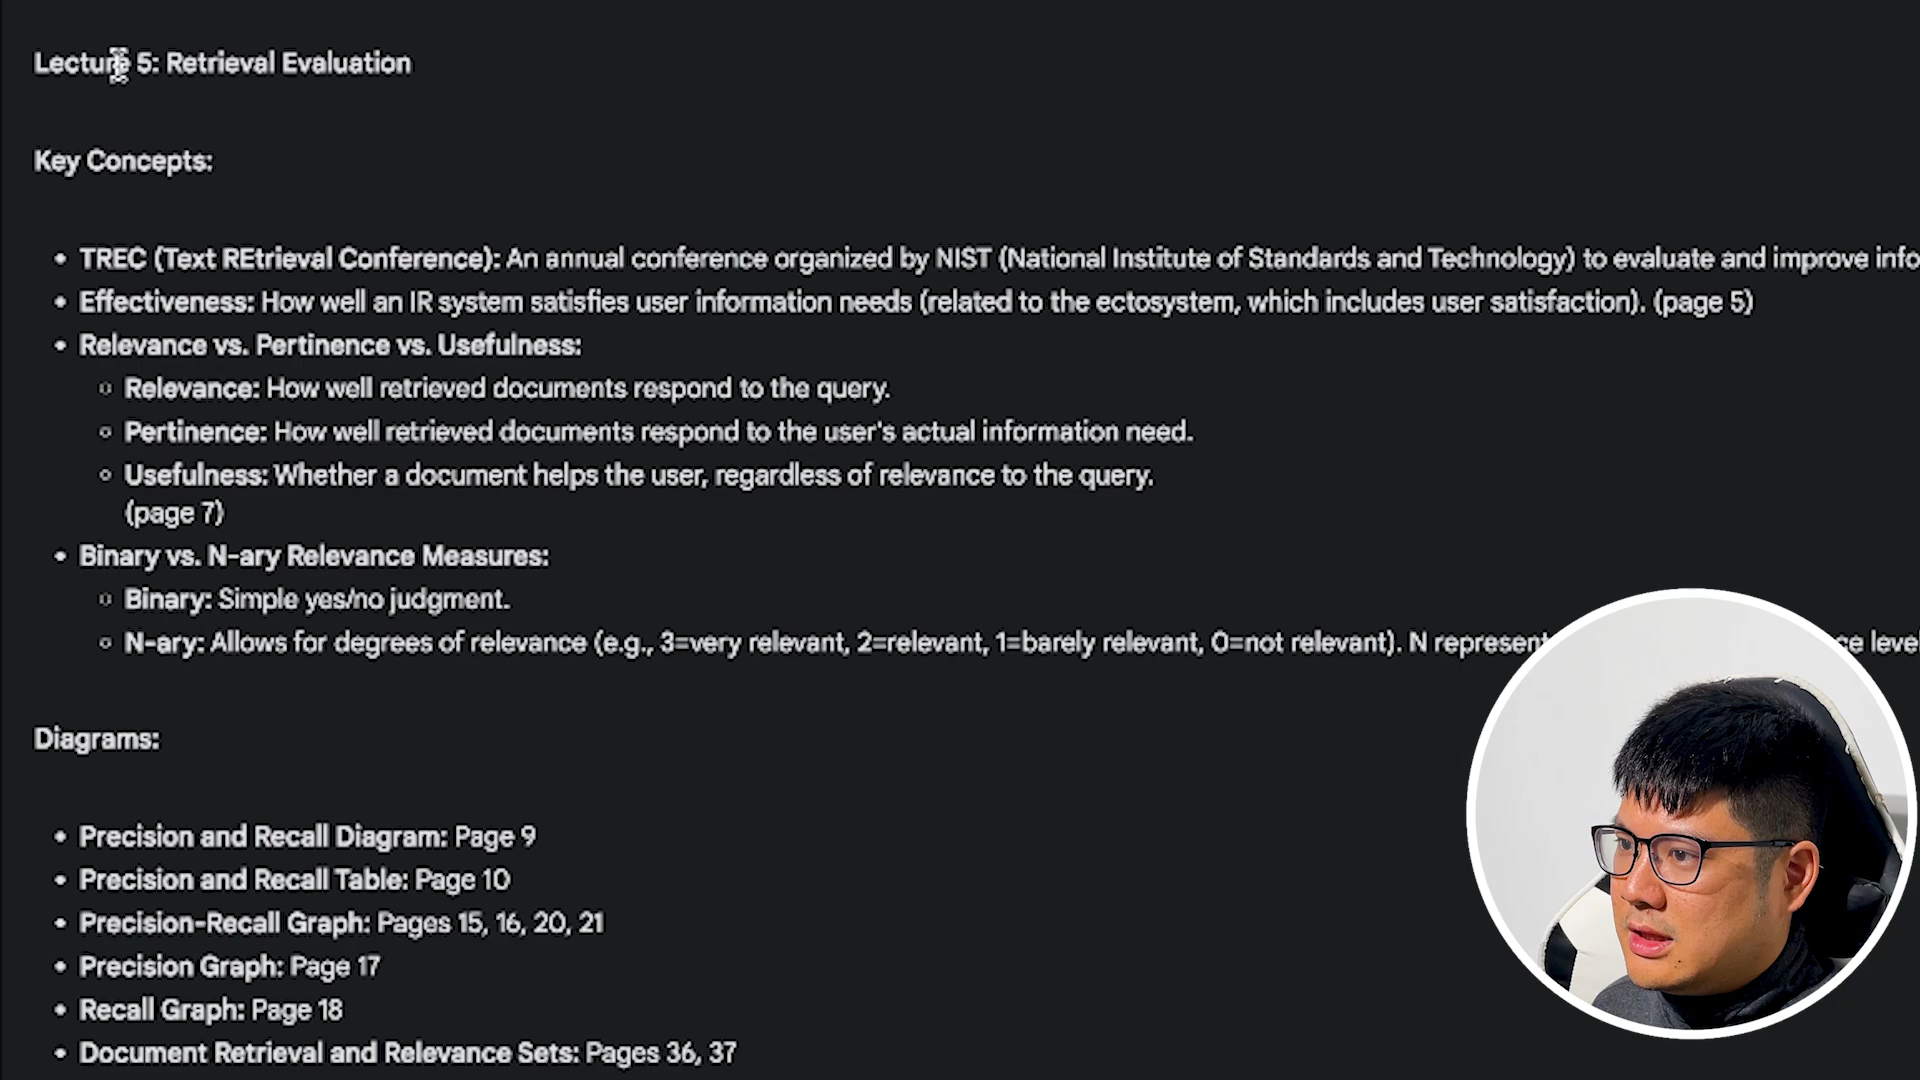 Lecture 5: Retrieval Evaluation
Key Concepts:
• TREC (Text REtrieval Conference): An annual conference organized by NIST (National Institute of Standards and Technology) to evaluate and improve info
• Effectiveness: How well an IR system satisfies user information needs (related to the ectosystem, which includes user satisfaction). (page 5)
• Relevance vs. Pertinence vs. Usefulness:
○ Relevance: How well retrieved documents respond to the query.
○ Pertinence: How well retrieved documents respond to the user's actual information need.
○ Usefulness: Whether a document helps the user, regardless of relevance to the query.
(page 7)
• Binary vs. N-ary Relevance Measures:
○ Binary: Simple yes/no judgment.
○ N-ary: Allows for degrees of relevance (e.g., 3=very relevant, 2=relevant, 1=barely relevant, 0=not relevant). N represent ce level
Diagrams:
• Precision and Recall Diagram: Page 9
• Precision and Recall Table: Page 10
• Precision-Recall Graph: Pages 15, 16, 20, 21
• Precision Graph: Page 17
• Recall Graph: Page 18
• Document Retrieval and Relevance Sets: Pages 36, 37